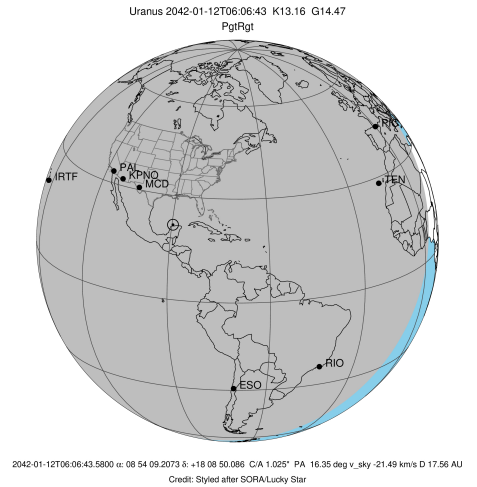 Uranus 2042-01-12T06:06:43 K13.16 G14.47
PgtRgt
PIC
PAL
KPNO
IRTF
MCD
TEN
RIO
ESO
2042-01-12T06:06:43.5800 α: 08 54 09.2073 δ: +18 08 50.086 C/A 1.025" PA 16.35 deg v_sky -21.49 km/s D 17.56 AU
Credit: Styled after SORA/Lucky Star